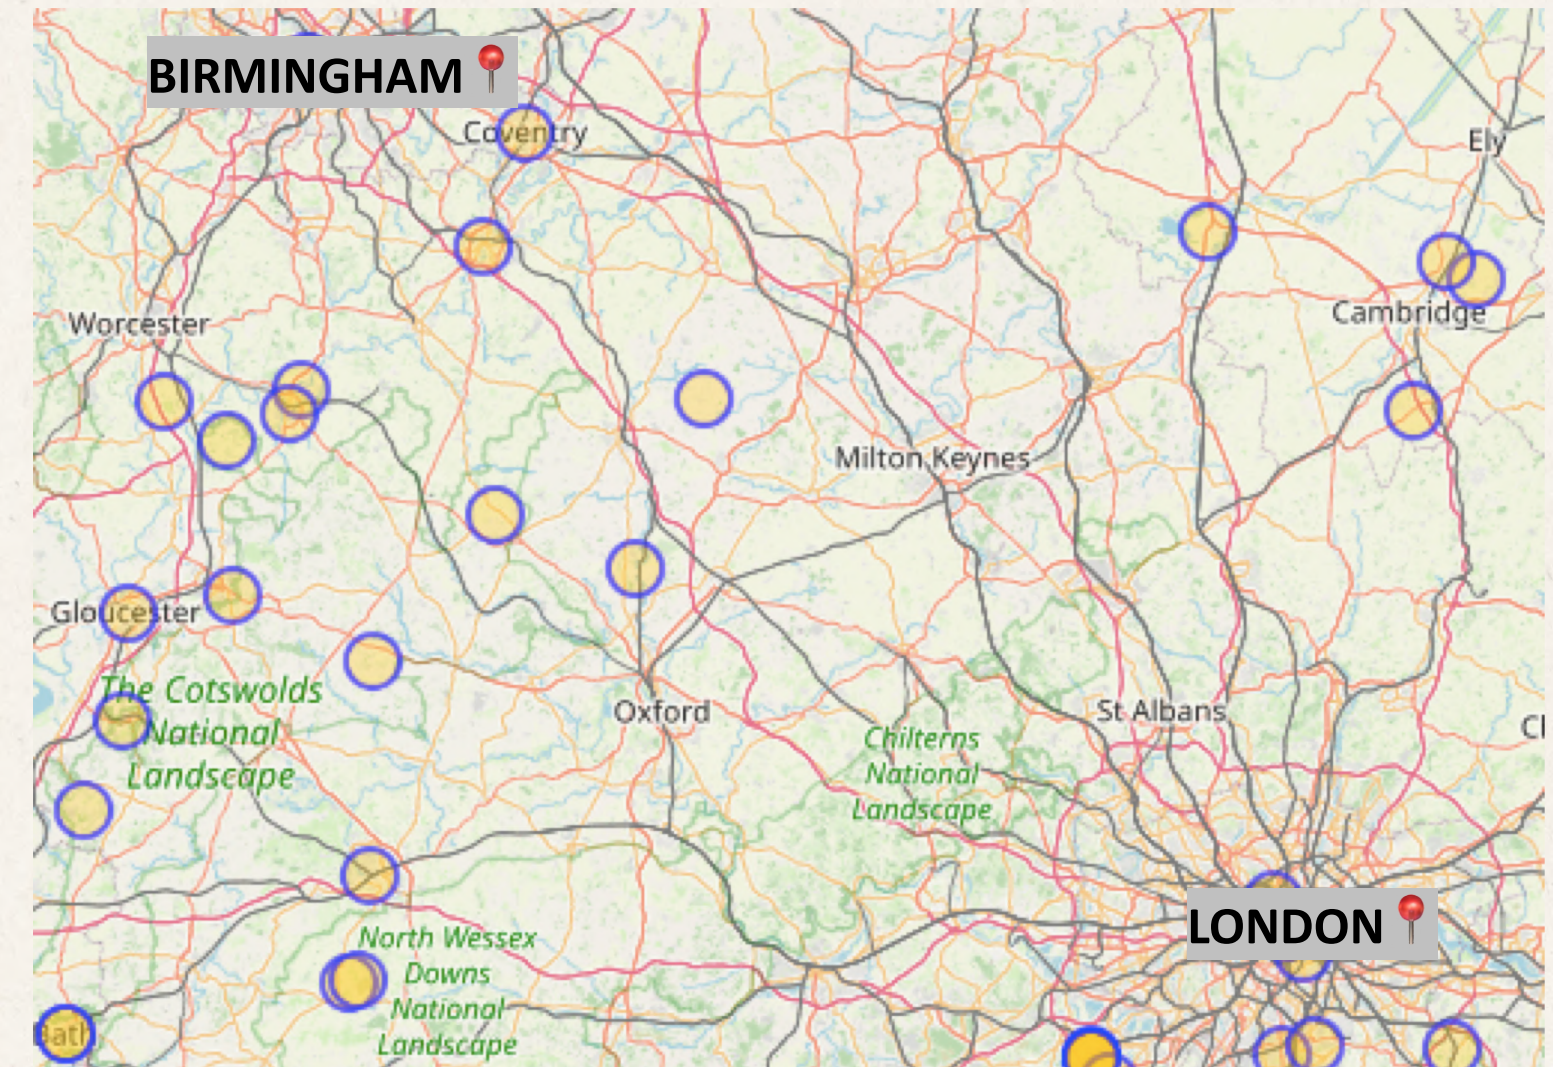 BIRMINGHAM
Coventry
Ely
Worcester
Cambridge
Milton Keynes
Gloucester
The Cotswolds
National
Landscape
Oxford
St Albans
Chilterns
National
Landscape
LONDON
North Wessex
Downs
National
Landscape
Bath